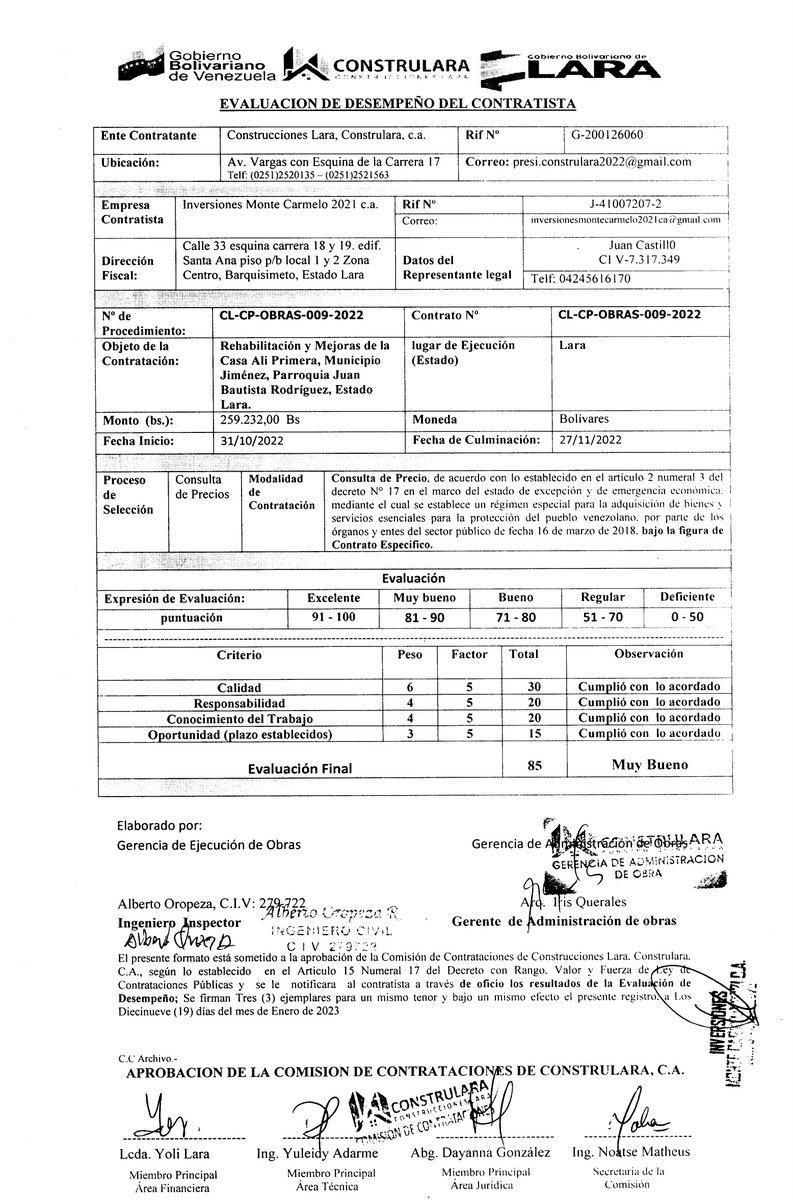 Gobierno
Bolivariano
de Venezuela
CONSTRULARA
CONSTRUCCIONES LARA
Gobierno Bolivariano de
LARA
EVALUACION DE DESEMPEÑO DEL CONTRATISTA
Ente Contratante Construcciones Lara, Construlara, c.a. Rif Nº G-200126060
Ubicación: Av. Vargas con Esquina de la Carrera 17 Correo: presi.construlara2022@gmail.com
Telf: (0251)2520135 – (0251)2521563
Empresa Contratista Inversiones Monte Carmelo 2021 c.a. Rif Nº J-41007207-2
Correo: inversionesmontecarmelo2021ca@gmail.com
Dirección Fiscal: Calle 33 esquina carrera 18 y 19. edif.
Santa Ana piso p/b local 1 y 2 Zona
Centro, Barquisimeto, Estado Lara
Datos del
Representante legal
Juan Castill0
CI V-7.317.349
Telf: 04245616170
Nº de
Procedimiento:
CL-CP-OBRAS-009-2022 Contrato Nº CL-CP-OBRAS-009-2022
Objeto de la
Contratación:
Rehabilitación y Mejoras de la
Casa Ali Primera, Municipio
Jiménez, Parroquia Juan
Bautista Rodríguez, Estado
Lara.
lugar de Ejecución
(Estado)
Lara
Monto (bs.): 259.232,00 Bs Moneda Bolívares
Fecha Inicio: 31/10/2022 Fecha de Culminación: 27/11/2022
Proceso
de
Selección
Consulta
de Precios
Modalidad
de
Contratación
Consulta de Precio, de acuerdo con lo establecido en el artículo 2 numeral 3 del
decreto Nº 17 en el marco del estado de excepción y de emergencia económica,
mediante el cual se establece un régimen especial para la adquisición de bienes y
servicios esenciales para la protección del pueblo venezolano. por parte de los
órganos y entes del sector público de fecha 16 de marzo de 2018. bajo la figura de
Contrato Especifico.
Evaluación
Expresión de Evaluación: Excelente Muy bueno Bueno Regular Deficiente
puntuación 91 - 100 81 - 90 71 - 80 51 - 70 0 - 50
Criterio Peso Factor Total Observación
Calidad 6 5 30 Cumplió con lo acordado
Responsabilidad 4 5 20 Cumplió con lo acordado
Conocimiento del Trabajo 4 5 20 Cumplió con lo acordado
Oportunidad (plazo establecidos) 3 5 15 Cumplió con lo acordado
Evaluación Final 85 Muy Bueno
Elaborado por:
Gerencia de Ejecución de Obras Gerencia de Administración de Obras
CONSTRULARA
GERENCIA DE ADMINISTRACION
DE OBRA
Alberto Oropeza, C.I.V: 279-722 Arq. Iris Querales
Ingeniero Inspector Gerente de Administración de obras
Alberto Oropeza R.
INGENIERO CIVIL
C I V 279722
El presente formato está sometido a la aprobación de la Comisión de Contrataciones de Construcciones Lara. Construlara.
C.A., según lo establecido en el Articulo 15 Numeral 17 del Decreto con Rango. Valor y Fuerza de Ley de
Contrataciones Públicas y se le notificara al contratista a través de oficio los resultados de la Evaluación de
Desempeño; Se firman Tres (3) ejemplares para un mismo tenor y bajo un mismo efecto el presente registro. a Los
Diecinueve (19) días del mes de Enero de 2023
INVERSIONES
C.C Archivo.-
APROBACION DE LA COMISION DE CONTRATACIONES DE CONSTRULARA, C.A.
CONSTRULARA
CONSTRUCCIONES LARA
COMISION DE CONTRATACIONES
Lcda. Yoli Lara Ing. Yuleidy Adarme Abg. Dayanna González Ing. Noatse Matheus
Miembro Principal Miembro Principal Miembro Principal Secretaria de la
Área Financiera Área Técnica Área Jurídica Comisión